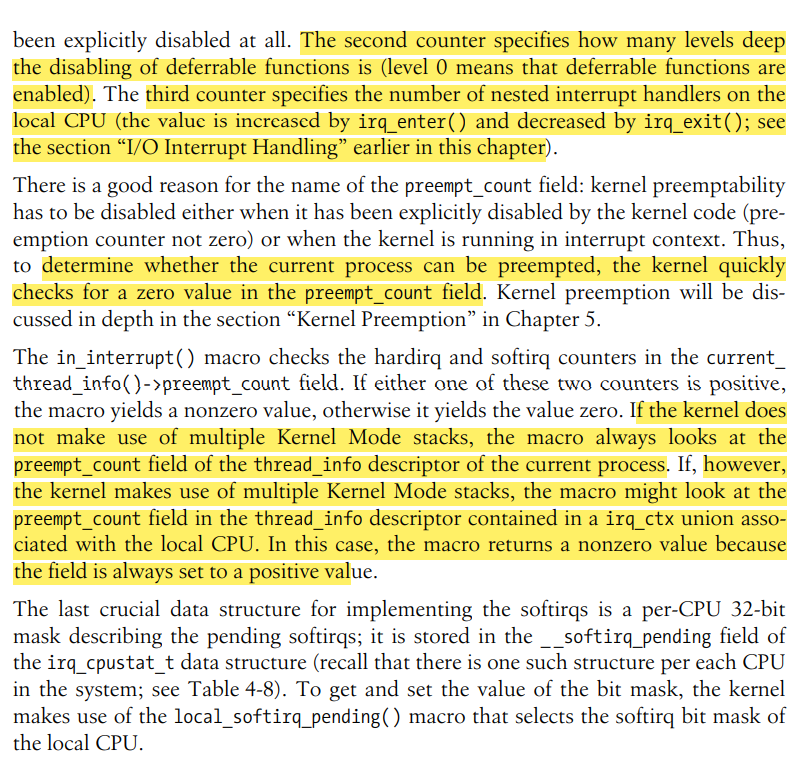 been explicitly disabled at all. The second counter specifies how many levels deep
the disabling of deferrable functions is (level 0 means that deferrable functions are
enabled). The third counter specifies the number of nested interrupt handlers on the
local CPU (the value is increased by irq_enter() and decreased by irq_exit(); see
the section “I/O Interrupt Handling” earlier in this chapter).
There is a good reason for the name of the preempt_count field: kernel preemptability
has to be disabled either when it has been explicitly disabled by the kernel code (pre-
emption counter not zero) or when the kernel is running in interrupt context. Thus,
to determine whether the current process can be preempted, the kernel quickly
checks for a zero value in the preempt_count field. Kernel preemption will be dis-
cussed in depth in the section “Kernel Preemption” in Chapter 5.
The in_interrupt() macro checks the hardirq and softirq counters in the current_
thread_info()->preempt_count field. If either one of these two counters is positive,
the macro yields a nonzero value, otherwise it yields the value zero. If the kernel does
not make use of multiple Kernel Mode stacks, the macro always looks at the
preempt_count field of the thread_info descriptor of the current process. If, however,
the kernel makes use of multiple Kernel Mode stacks, the macro might look at the
preempt_count field in the thread_info descriptor contained in a irq_ctx union asso-
ciated with the local CPU. In this case, the macro returns a nonzero value because
the field is always set to a positive value.
The last crucial data structure for implementing the softirqs is a per-CPU 32-bit
mask describing the pending softirqs; it is stored in the __softirq_pending field of
the irq_cpustat_t data structure (recall that there is one such structure per each CPU
in the system; see Table 4-8). To get and set the value of the bit mask, the kernel
makes use of the local_softirq_pending() macro that selects the softirq bit mask of
the local CPU.